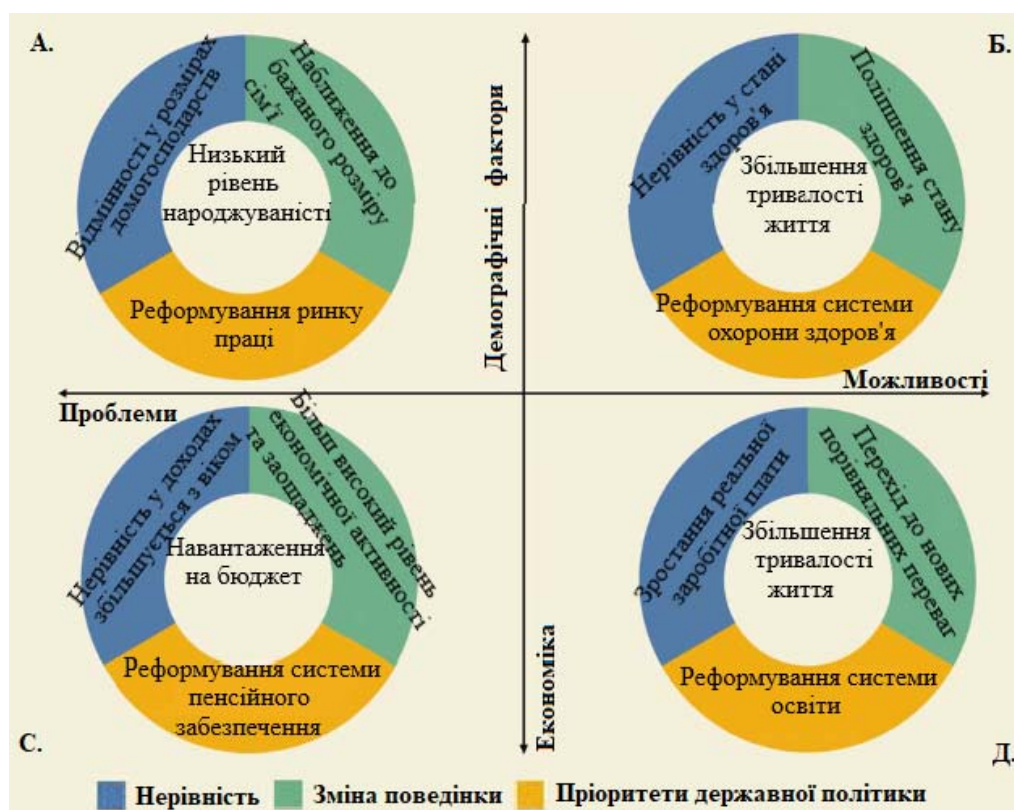 А.
Відмінності у розмірах
домогосподарств
Наближення до
бажаного розміру
сім'ї
Низький
рівень
народжуваністі
Реформування ринку
праці
Демографічні фактори
Б.
Нерівність у стані
здоров'я
Поліпшення стану
здоров'я
Збільшення
тривалості
життя
Реформування системи
охорони здоров'я
Проблеми
Можливості
Нерівність у доходах
збільшується з віком
Більш високий рівень
економічної активності
та заощаджень
Навантаження
на бюджет
Реформування системи
пенсійного
забезпечення
С.
Економіка
Зростання реальної
заробітної плати
Перехід до нових
порівняльних переваг
Збільшення
тривалості
життя
Реформування системи
освіти
Д.
Нерівність
Зміна поведінки
Пріоритети державної політики